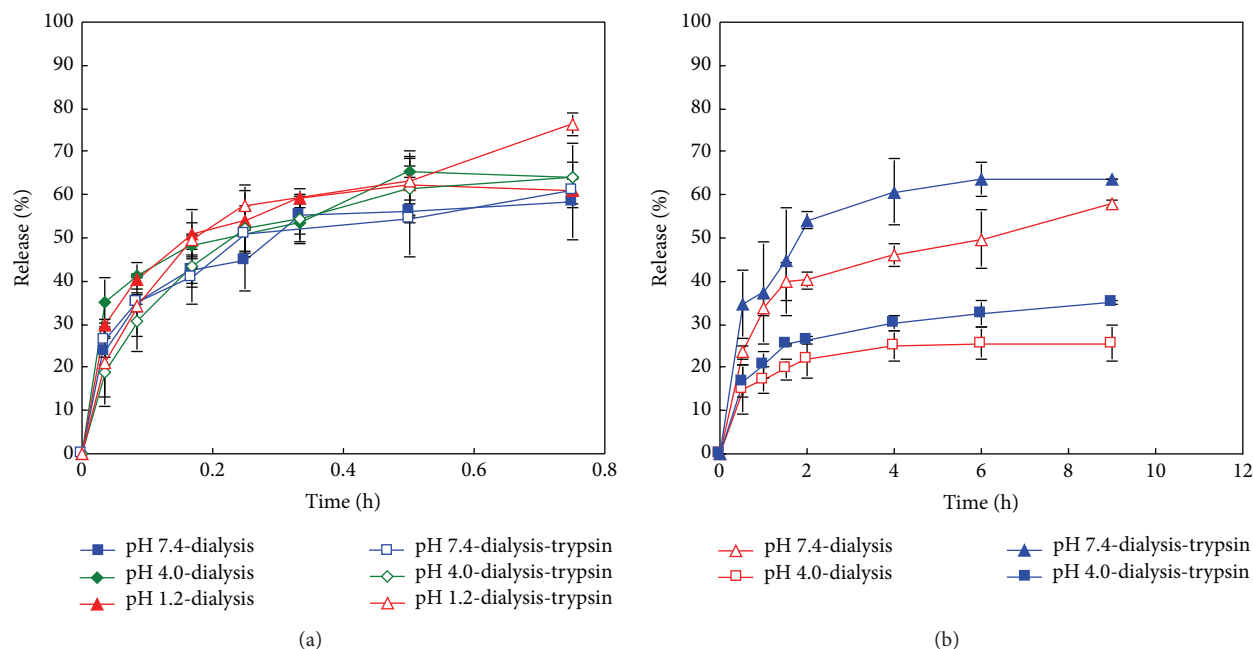 100
90
80
70
60
50
40
30
20
10
0
Release (%)
0
0.2
0.4
0.6
0.8
Time (h)
pH 7.4-dialysis
pH 4.0-dialysis
pH 1.2-dialysis
pH 7.4-dialysis-trypsin
pH 4.0-dialysis-trypsin
pH 1.2-dialysis-trypsin
(a)
100
90
80
70
60
50
40
30
20
10
0
Release (%)
0
2
4
6
8
10
12
Time (h)
pH 7.4-dialysis
pH 4.0-dialysis
pH 7.4-dialysis-trypsin
pH 4.0-dialysis-trypsin
(b)